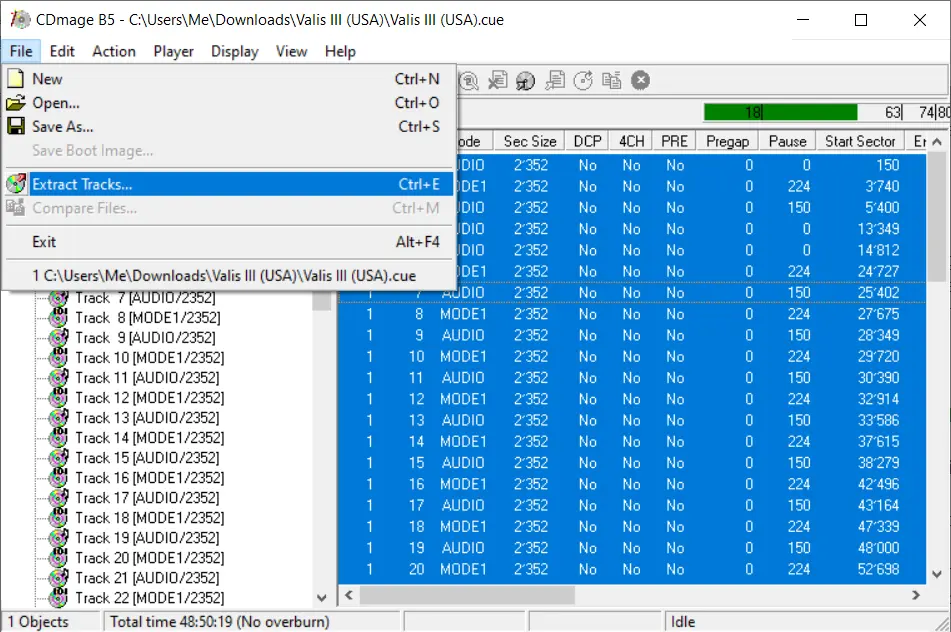 CDmage B5 - C:\Users\Me\Downloads\Valis III (USA)\Valis III (USA).cue
File Edit Action Player Display View Help
New Ctrl+N
Open... Ctrl+O
Save As... Ctrl+S
Save Boot Image...
Extract Tracks... Ctrl+E
Compare Files... Ctrl+M
Exit Alt+F4
1 C:\Users\Me\Downloads\Valis III (USA)\Valis III (USA).cue
18 63 74 80
ode Sec Size DCP 4CH PRE Pregap Pause Start Sector Er
UDIO 2'352 No No No 0 0 150
DE1 2'352 No No No 0 224 3'740
UDIO 2'352 No No No 0 150 5'400
UDIO 2'352 No No No 0 0 13'349
UDIO 2'352 No No No 0 0 14'812
DE1 2'352 No No No 0 224 24'727
1 7 AUDIO 2'352 No No No 0 150 25'402
1 8 MODE1 2'352 No No No 0 224 27'675
1 9 AUDIO 2'352 No No No 0 150 28'349
1 10 MODE1 2'352 No No No 0 224 29'720
1 11 AUDIO 2'352 No No No 0 150 30'390
1 12 MODE1 2'352 No No No 0 224 32'914
1 13 AUDIO 2'352 No No No 0 150 33'586
1 14 MODE1 2'352 No No No 0 224 37'615
1 15 AUDIO 2'352 No No No 0 150 38'279
1 16 MODE1 2'352 No No No 0 224 42'496
1 17 AUDIO 2'352 No No No 0 150 43'164
1 18 MODE1 2'352 No No No 0 224 47'339
1 19 AUDIO 2'352 No No No 0 150 48'000
1 20 MODE1 2'352 No No No 0 224 52'698
Track 7 [AUDIO/2352]
Track 8 [MODE1/2352]
Track 9 [AUDIO/2352]
Track 10 [MODE1/2352]
Track 11 [AUDIO/2352]
Track 12 [MODE1/2352]
Track 13 [AUDIO/2352]
Track 14 [MODE1/2352]
Track 15 [AUDIO/2352]
Track 16 [MODE1/2352]
Track 17 [AUDIO/2352]
Track 18 [MODE1/2352]
Track 19 [AUDIO/2352]
Track 20 [MODE1/2352]
Track 21 [AUDIO/2352]
Track 22 [MODE1/2352]
1 Objects Total time 48:50:19 (No overburn) Idle